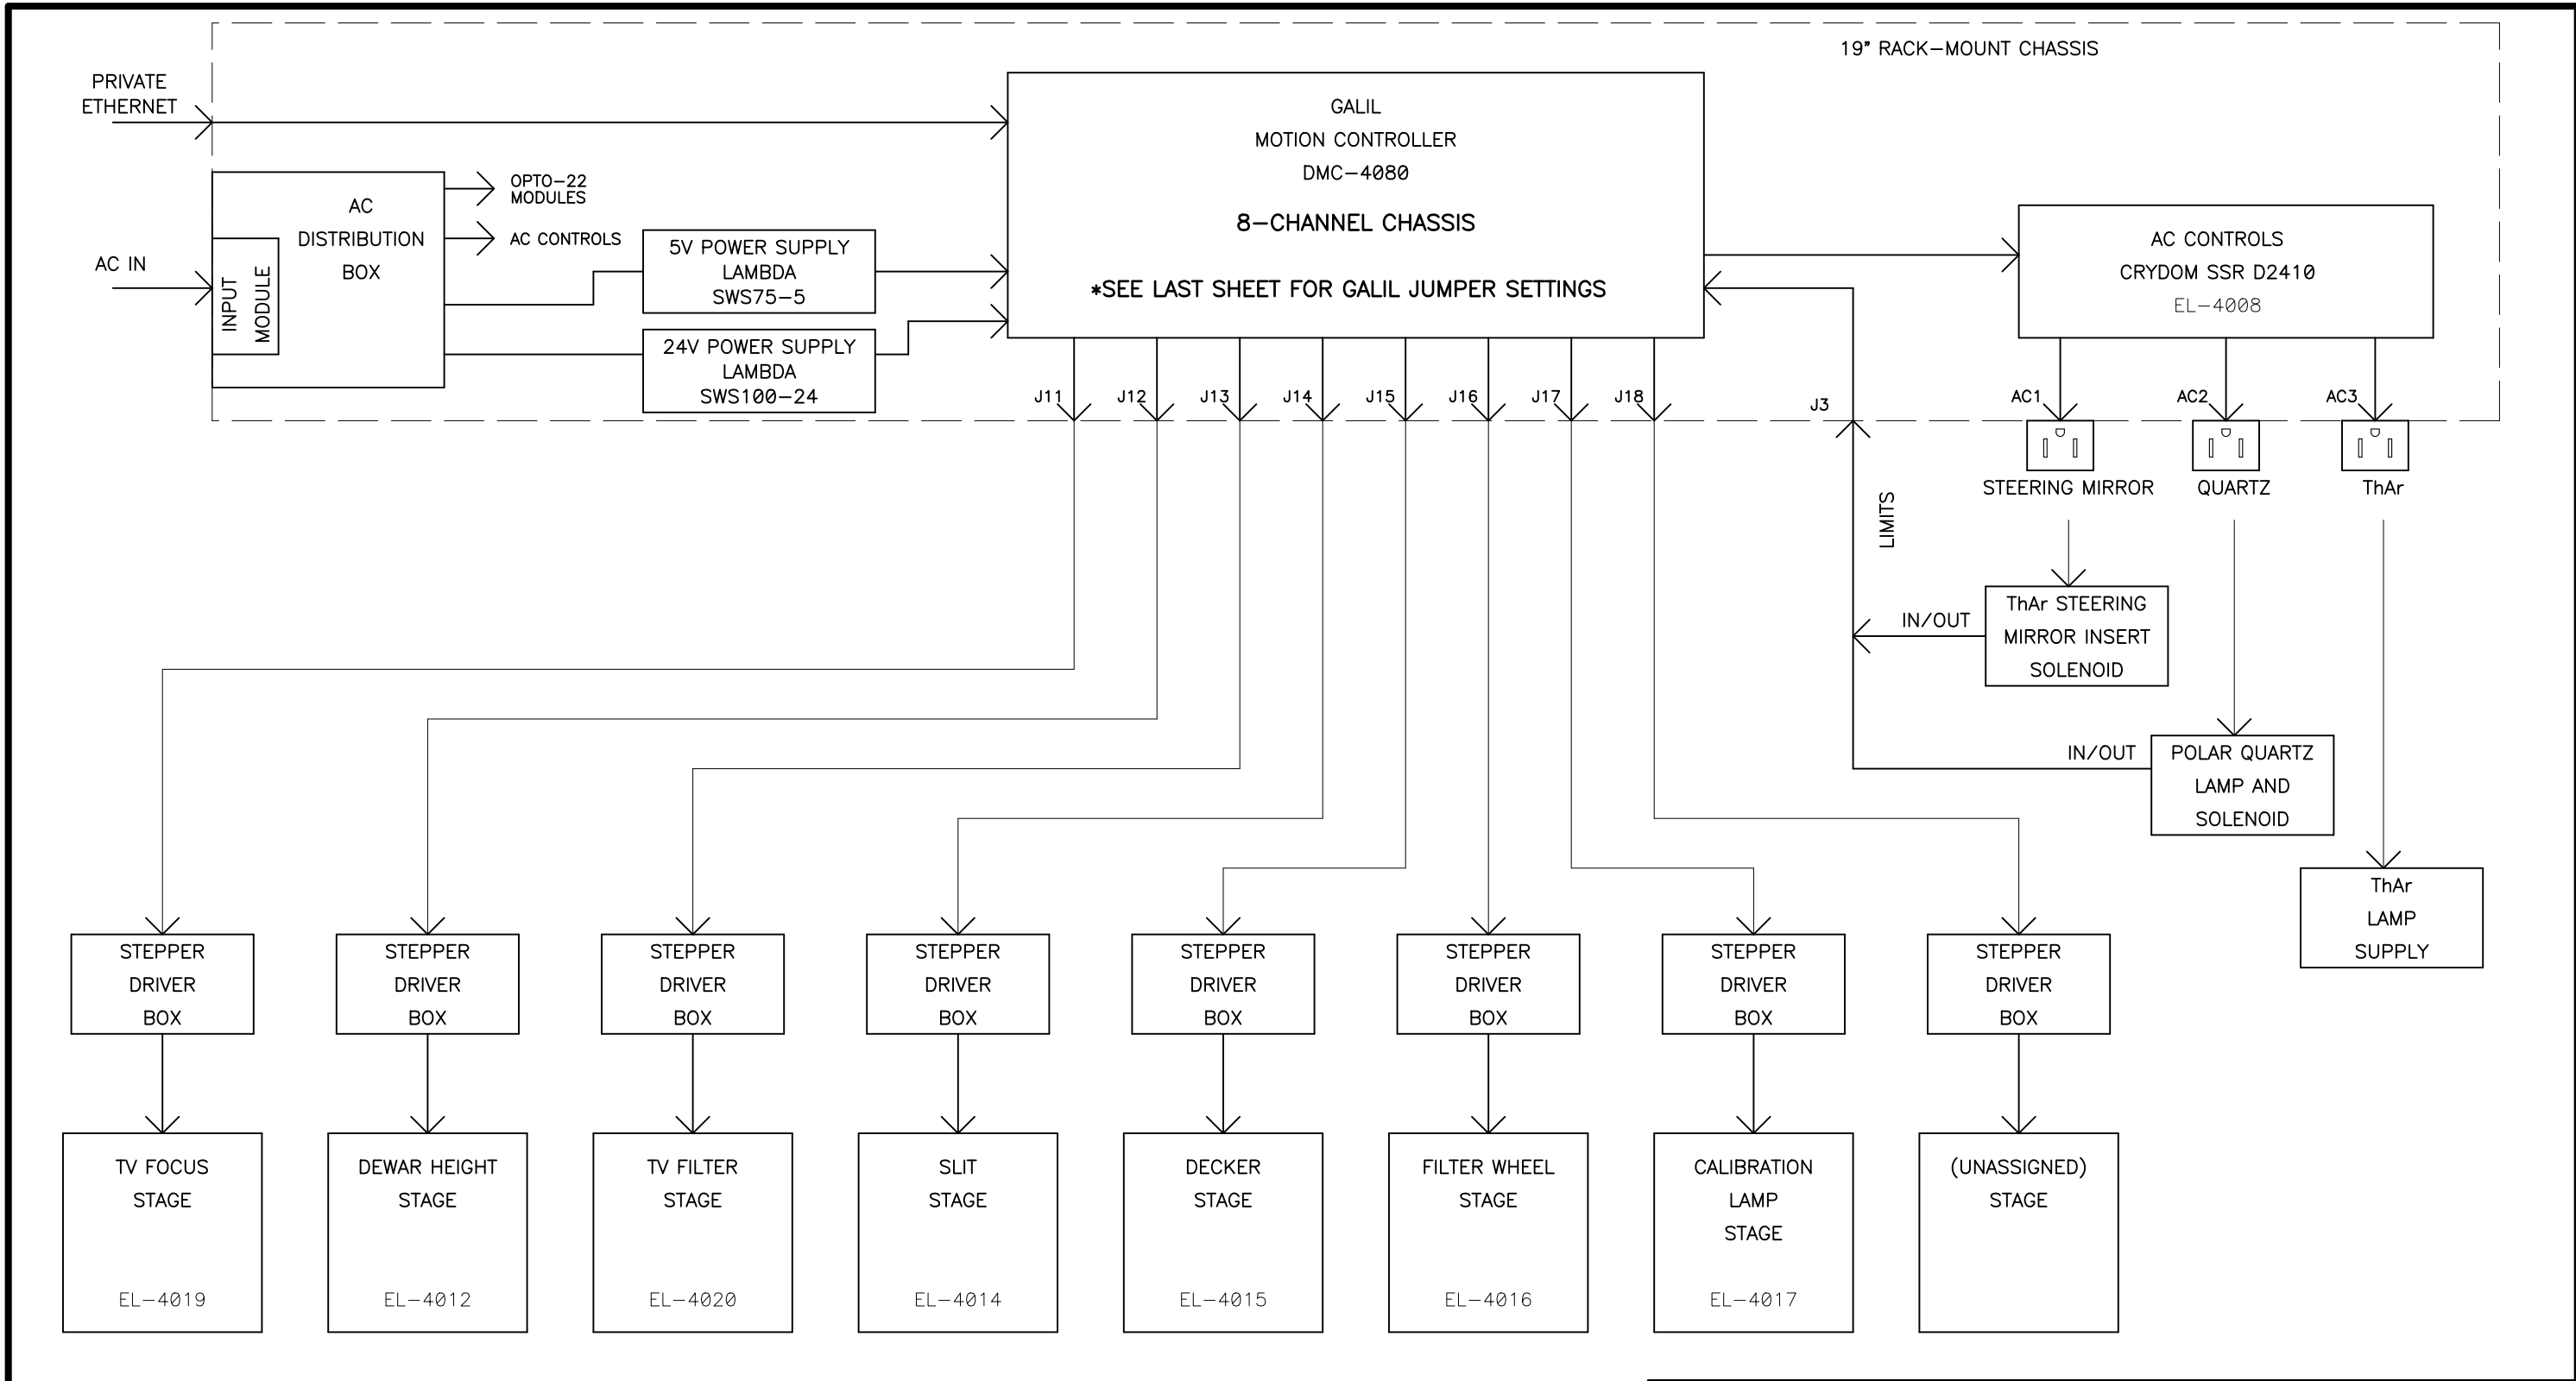 19" RACK-MOUNT CHASSIS
PRIVATE
ETHERNET
GALIL
MOTION CONTROLLER
DMC-4080
8-CHANNEL CHASSIS
*SEE LAST SHEET FOR GALIL JUMPER SETTINGS
AC IN
INPUT
MODULE
AC
DISTRIBUTION
BOX
OPTO-22
MODULES
AC CONTROLS
5V POWER SUPPLY
LAMBDA
SWS75-5
24V POWER SUPPLY
LAMBDA
SWS100-24
AC CONTROLS
CRYDOM SSR D2410
EL-4008
J11
J12
J13
J14
J15
J16
J17
J18
J3
AC1
AC2
AC3
STEERING MIRROR
QUARTZ
ThAr
LIMITS
IN/OUT
ThAr STEERING
MIRROR INSERT
SOLENOID
IN/OUT
POLAR QUARTZ
LAMP AND
SOLENOID
ThAr
LAMP
SUPPLY
STEPPER
DRIVER
BOX
STEPPER
DRIVER
BOX
STEPPER
DRIVER
BOX
STEPPER
DRIVER
BOX
STEPPER
DRIVER
BOX
STEPPER
DRIVER
BOX
STEPPER
DRIVER
BOX
STEPPER
DRIVER
BOX
TV FOCUS
STAGE
EL-4019
DEWAR HEIGHT
STAGE
EL-4012
TV FILTER
STAGE
EL-4020
SLIT
STAGE
EL-4014
DECKER
STAGE
EL-4015
FILTER WHEEL
STAGE
EL-4016
CALIBRATION
LAMP
STAGE
EL-4017
(UNASSIGNED)
STAGE